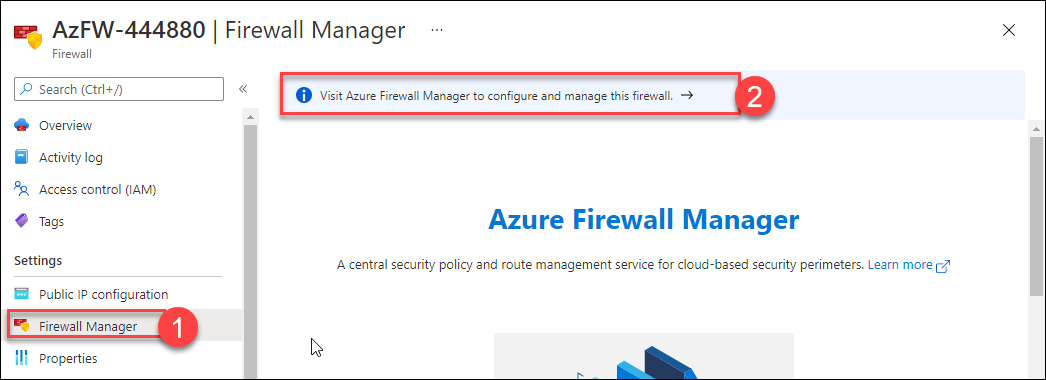 AzFW-444880 | Firewall Manager ...
Firewall
Search (Ctrl+/)
«
Overview
Activity log
Access control (IAM)
Tags
Settings
Public IP configuration
Firewall Manager
1
Properties
Visit Azure Firewall Manager to configure and manage this firewall. →
2
Azure Firewall Manager
A central security policy and route management service for cloud-based security perimeters. Learn more